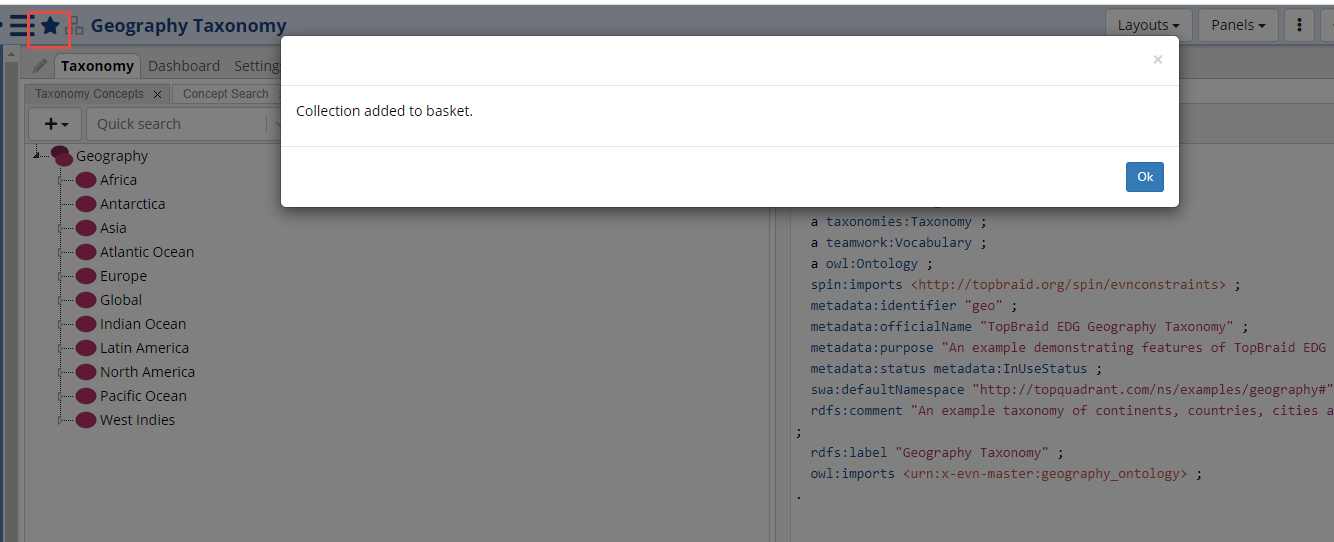 Geography Taxonomy
Layouts
Panels
Taxonomy
Dashboard
Setting
Taxonomy Concepts ×
Concept Search
×
Collection added to basket.
Ok
Quick search
Geography
Africa
Antarctica
Asia
Atlantic Ocean
Europe
Global
Indian Ocean
Latin America
North America
Pacific Ocean
West Indies
a taxonomies:Taxonomy ;
a teamwork:Vocabulary ;
a owl:Ontology ;
spin:imports <http://topbraid.org/spin/evnconstraints> ;
metadata:identifier "geo" ;
metadata:officialName "TopBraid EDG Geography Taxonomy" ;
metadata:purpose "An example demonstrating features of TopBraid EDG
metadata:status metadata:InUseStatus ;
swa:defaultNamespace "http://topquadrant.com/ns/examples/geography#"
rdfs:comment "An example taxonomy of continents, countries, cities a
;
rdfs:label "Geography Taxonomy" ;
owl:imports <urn:x-evn-master:geography_ontology> ;
.